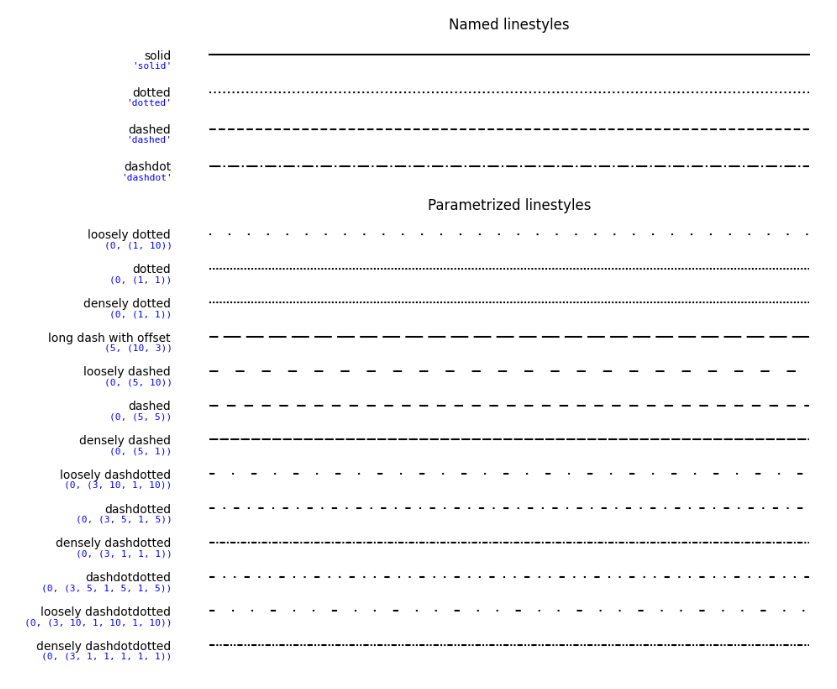 Named linestyles
solid
'solid'
dotted
'dotted'
dashed
'dashed'
dashdot
'dashdot'
Parametrized linestyles
loosely dotted
(0, (1, 10))
dotted
(0, (1, 1))
densely dotted
(0, (1, 1))
long dash with offset
(5, (10, 3))
loosely dashed
(0, (5, 10))
dashed
(0, (5, 5))
densely dashed
(0, (5, 1))
loosely dashdotted
(0, (3, 10, 1, 10))
dashdotted
(0, (3, 5, 1, 5))
densely dashdotted
(0, (3, 1, 1, 1))
dashdotdotted
(0, (3, 5, 1, 5, 1, 5))
loosely dashdotdotted
(0, (3, 10, 1, 10, 1, 10))
densely dashdotdotted
(0, (3, 1, 1, 1, 1, 1))